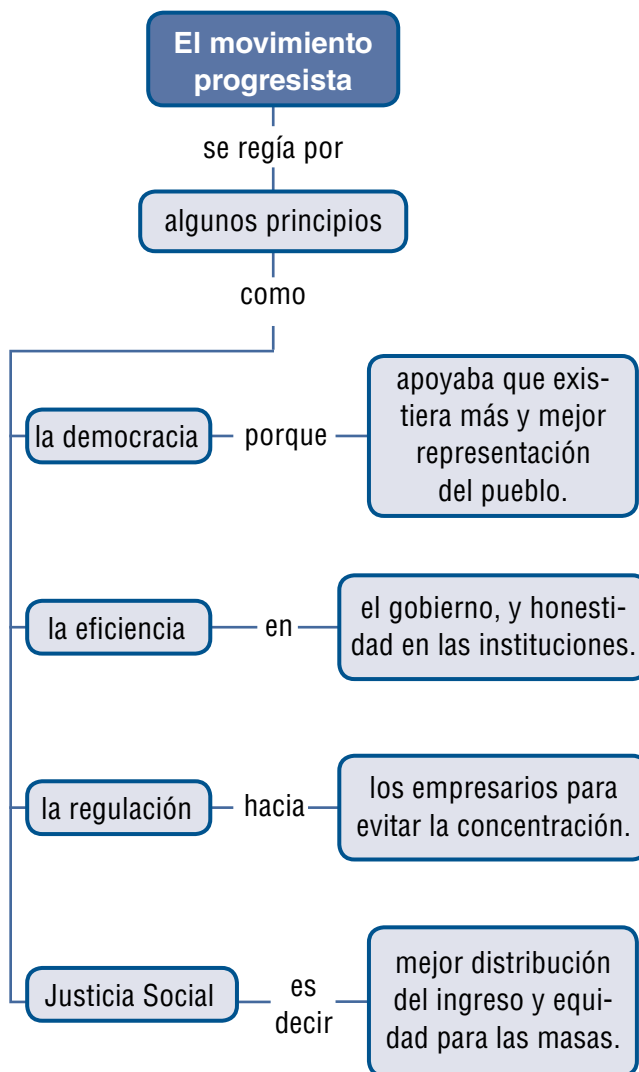 El movimiento
progresista
se regía por
algunos principios
como
la democracia
porque
apoyaba que exis-
tiera más y mejor
representación
del pueblo.
la eficiencia
en
el gobierno, y honesti-
dad en las instituciones.
la regulación
hacia
los empresarios para
evitar la concentración.
Justicia Social
es
decir
mejor distribución
del ingreso y equi-
dad para las masas.